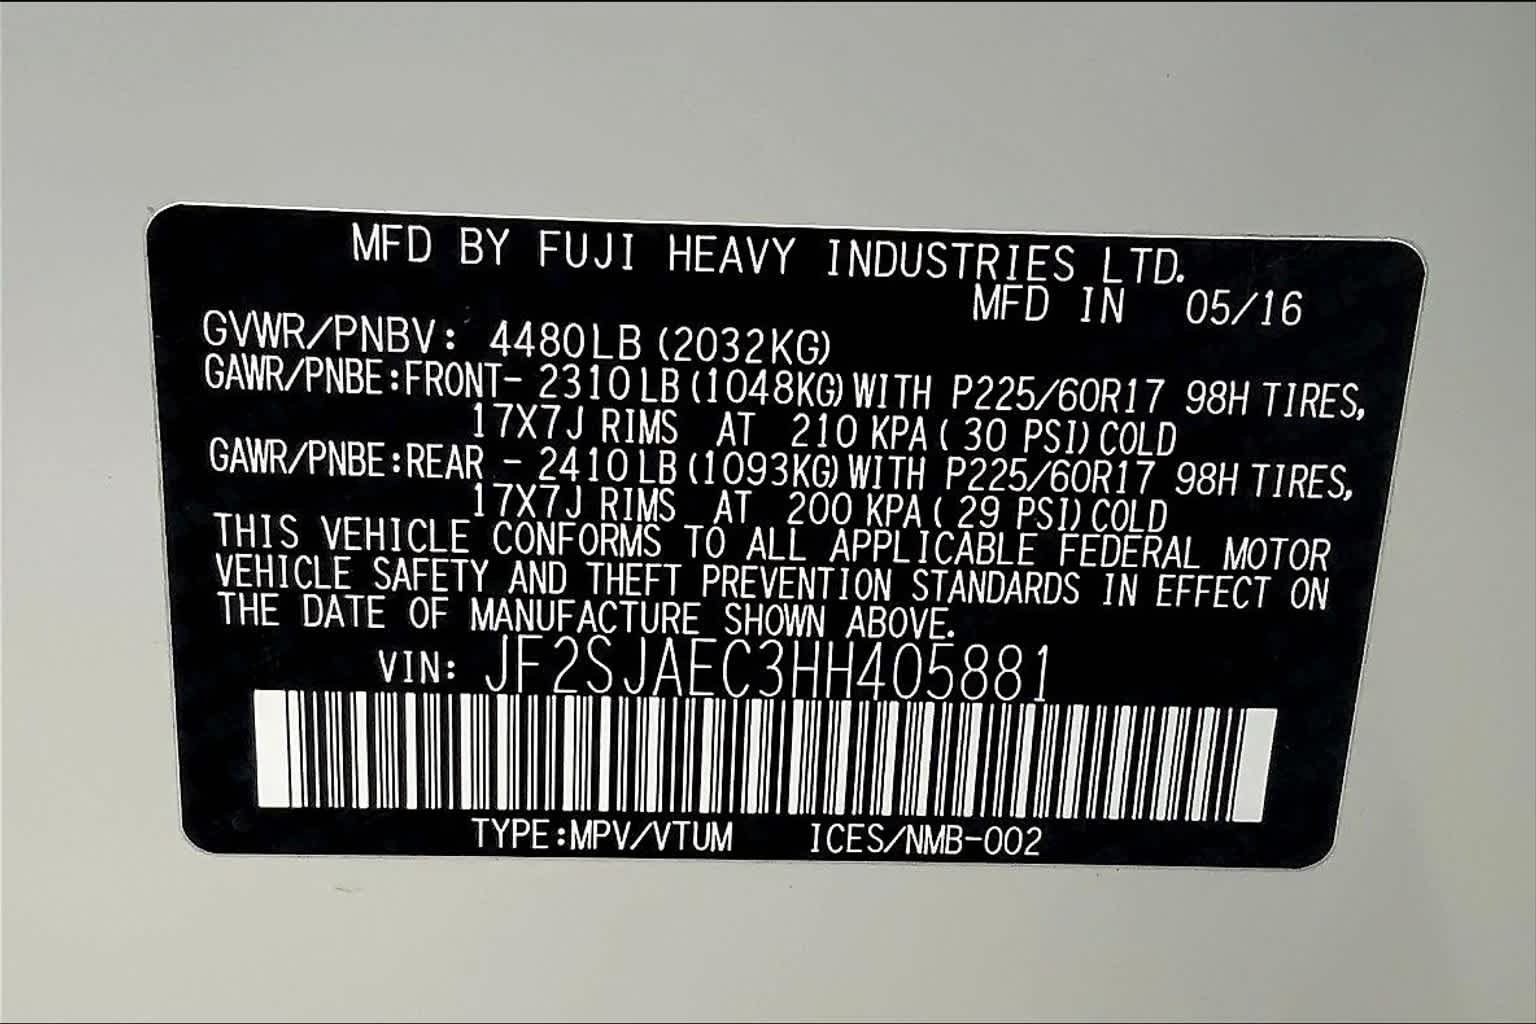 MFD BY FUJI HEAVY INDUSTRIES LTD.
MFD IN 05/16
GVWR/PNBV: 4480LB (2032KG)
GAWR/PNBE:FRONT- 2310LB (1048KG) WITH P225/60R17 98H TIRES,
17X7J RIMS AT 210 KPA ( 30 PSI) COLD
GAWR/PNBE:REAR - 2410LB (1093KG) WITH P225/60R17 98H TIRES,
17X7J RIMS AT 200 KPA ( 29 PSI) COLD
THIS VEHICLE CONFORMS TO ALL APPLICABLE FEDERAL MOTOR
VEHICLE SAFETY AND THEFT PREVENTION STANDARDS IN EFFECT ON
THE DATE OF MANUFACTURE SHOWN ABOVE.
VIN: JF2SJAEC3HH405881
TYPE:MPV/VTUM ICES/NMB-002